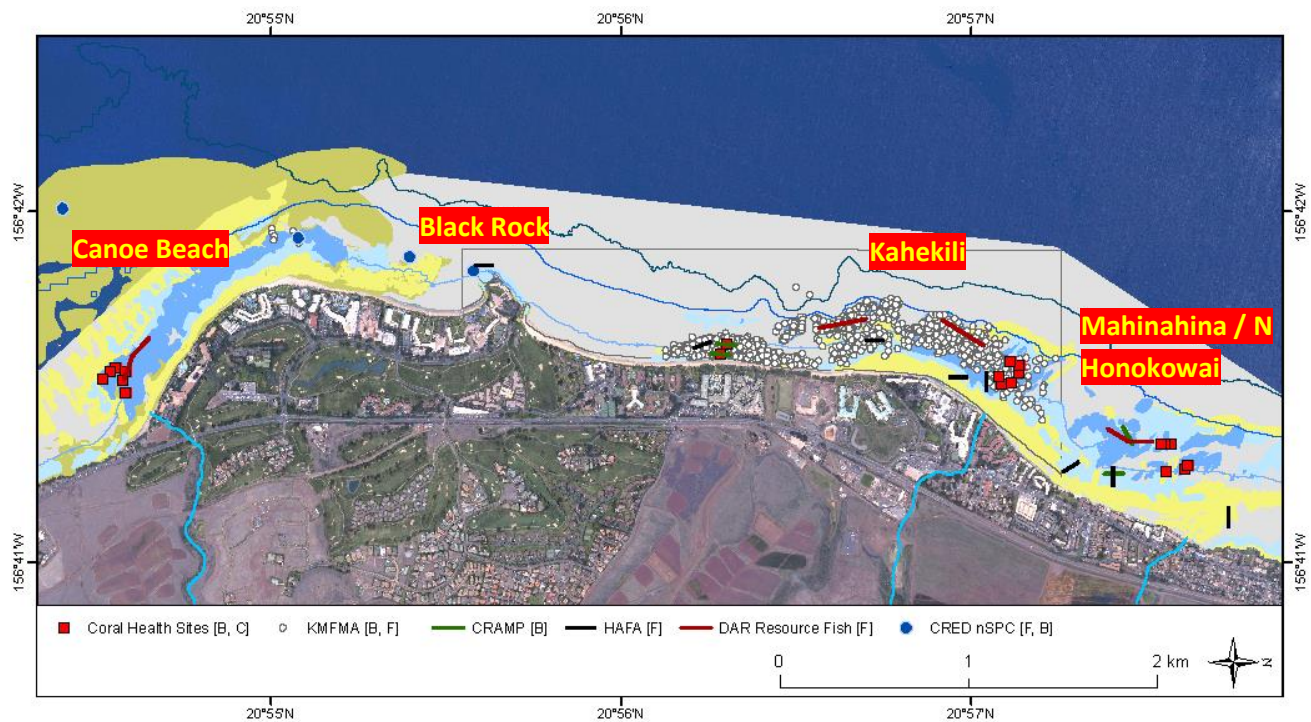 20°55'N 20°56'N 20°57'N
156°42'W
156°42'W
Canoe Beach
Black Rock
Kahekili
Mahinahina / N
Honokowai
156°41'W
156°41'W
Coral Health Sites [B, C] KMFMA [B, F] CRAMP [B] HAFA [F] DAR Resource Fish [F] CRED nSPC [F, B]
0 1 2 km
N
20°55'N 20°56'N 20°57'N